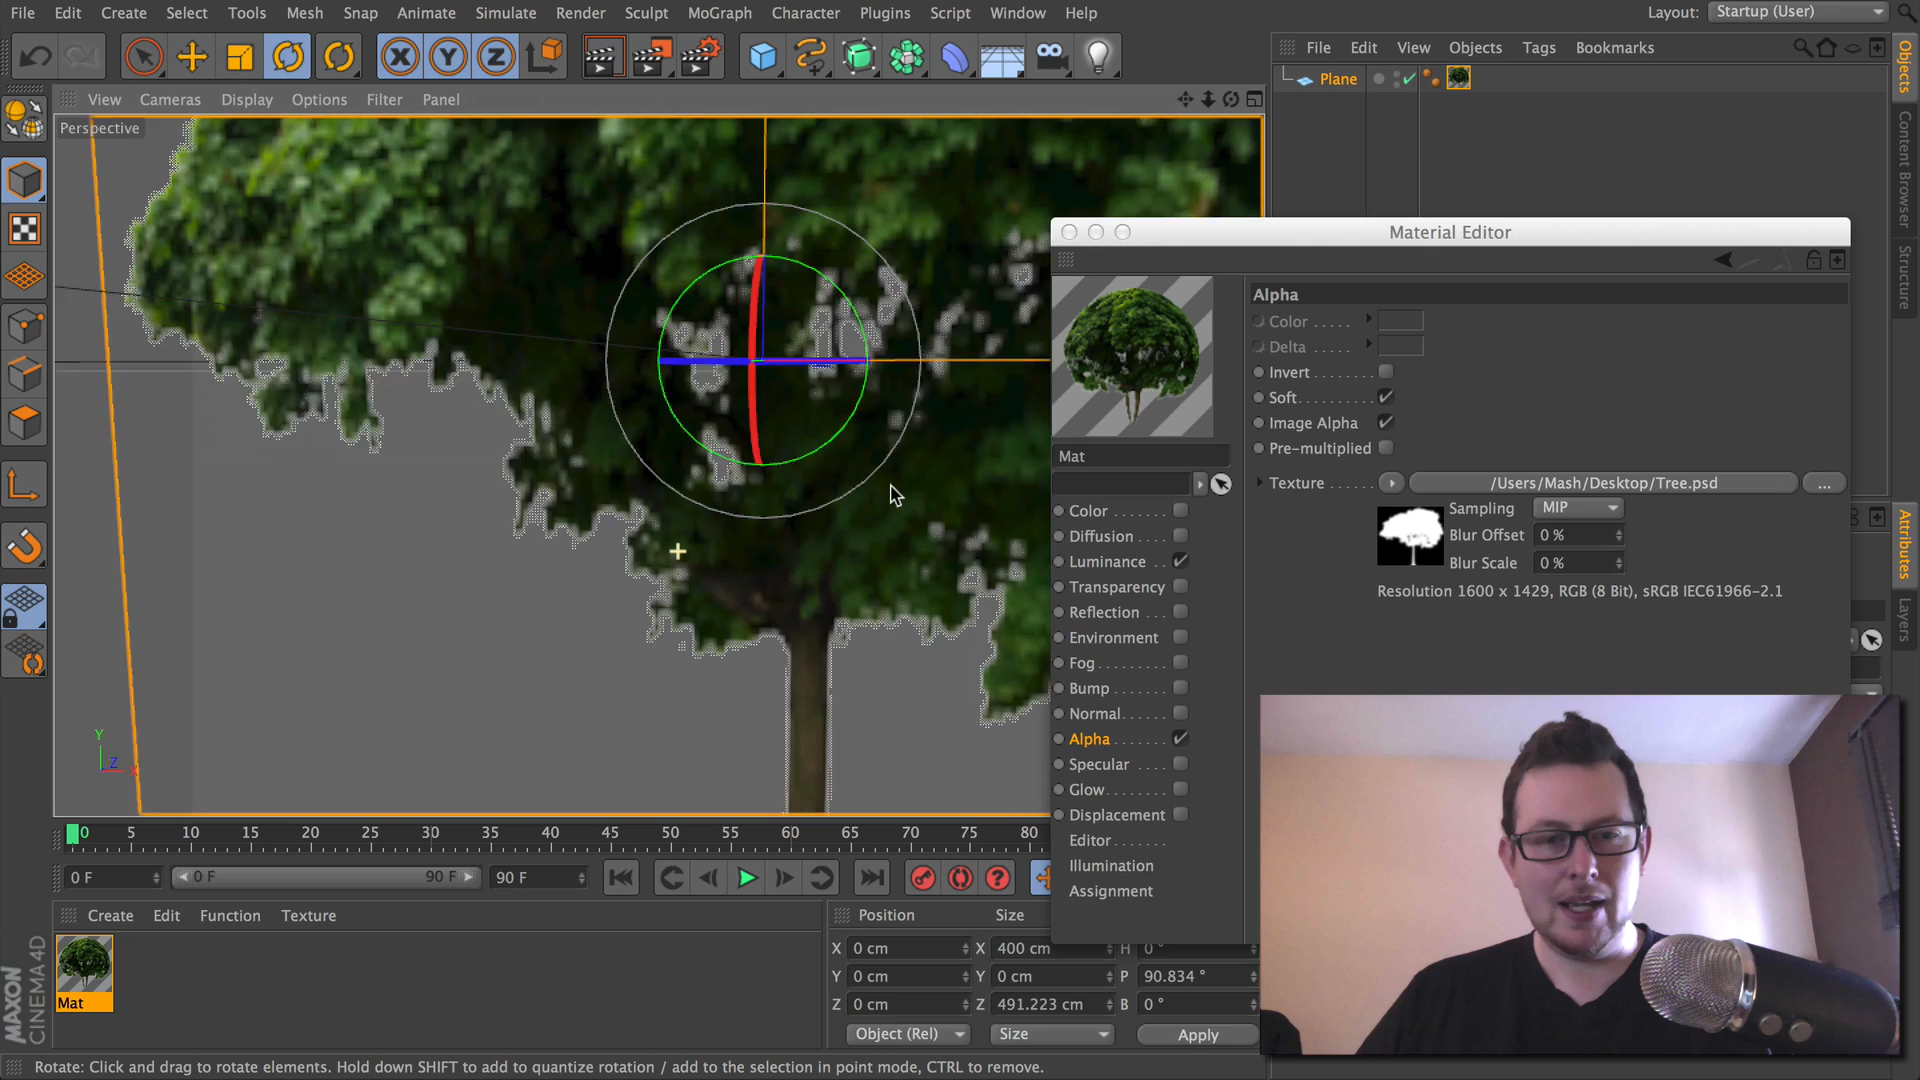 File Edit Create Select Tools Mesh Snap Animate Simulate Render Sculpt MoGraph Character Plugins Script Window Help
Layout: Startup (User)
X Y Z
File Edit View Objects Tags Bookmarks
Plane
Objects
Content Browser
Structure
View Cameras Display Options Filter Panel
Perspective
Material Editor
Alpha
Color
Delta
Invert
Soft
Image Alpha
Pre-multiplied
Texture /Users/Mash/Desktop/Tree.psd ...
Sampling MIP
Blur Offset 0 %
Blur Scale 0 %
Resolution 1600 x 1429, RGB (8 Bit), sRGB IEC61966-2.1
Mat
Color
Diffusion
Luminance
Transparency
Reflection
Environment
Fog
Bump
Normal
Alpha
Specular
Glow
Displacement
Editor
Illumination
Assignment
Attributes
Layers
Y
Z X
0 5 10 15 20 25 30 35 40 45 50 55 60 65 70 75 80
0 F 0 F 90 F 90 F
Create Edit Function Texture
Mat
MAXON
CINEMA 4D
Position Size
X 0 cm X 400 cm H 0 °
Y 0 cm Y 0 cm P 90.834 °
Z 0 cm Z 491.223 cm B 0 °
Object (Rel) Size Apply
Rotate: Click and drag to rotate elements. Hold down SHIFT to add to quantize rotation / add to the selection in point mode, CTRL to remove.